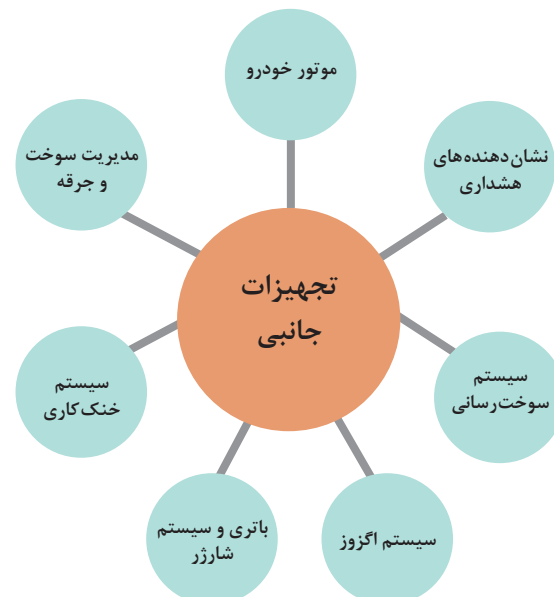 موتور خودرو
نشان‌دهنده‌های
هشداری
مدیریت سوخت
و جرقه
تجهیزات
جانبی
سیستم
سوخت‌رسانی
سیستم
خنک‌کاری
باتری و سیستم
شارژر
سیستم اگزوز